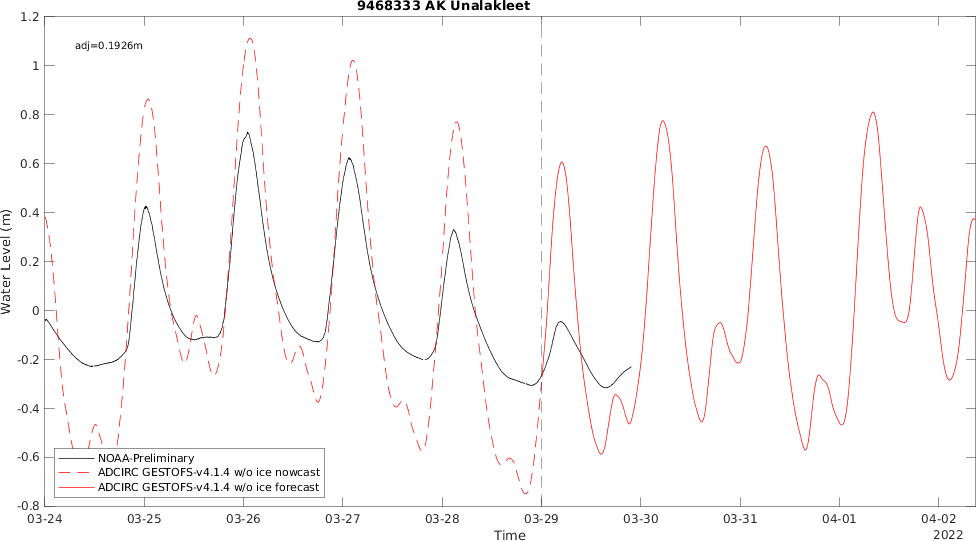 9468333 AK Unalakleet
adj=0.1926m
1.2
1
0.8
0.6
0.4
0.2
0
-0.2
-0.4
-0.6
-0.8
Water Level (m)
NOAA-Preliminary
ADCIRC GESTOFS-v4.1.4 w/o ice nowcast
ADCIRC GESTOFS-v4.1.4 w/o ice forecast
03-24 03-25 03-26 03-27 03-28 03-29 03-30 03-31 04-01 04-02
Time
2022